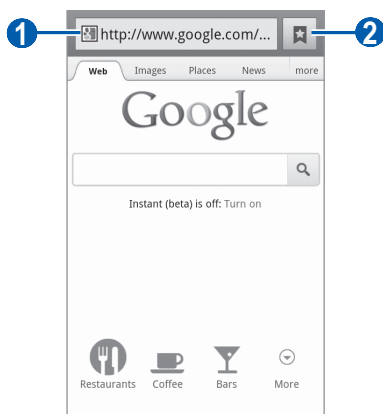 1 http://www.google.com/... 2
Web Images Places News more
Google
Instant (beta) is off: Turn on
Restaurants Coffee Bars More